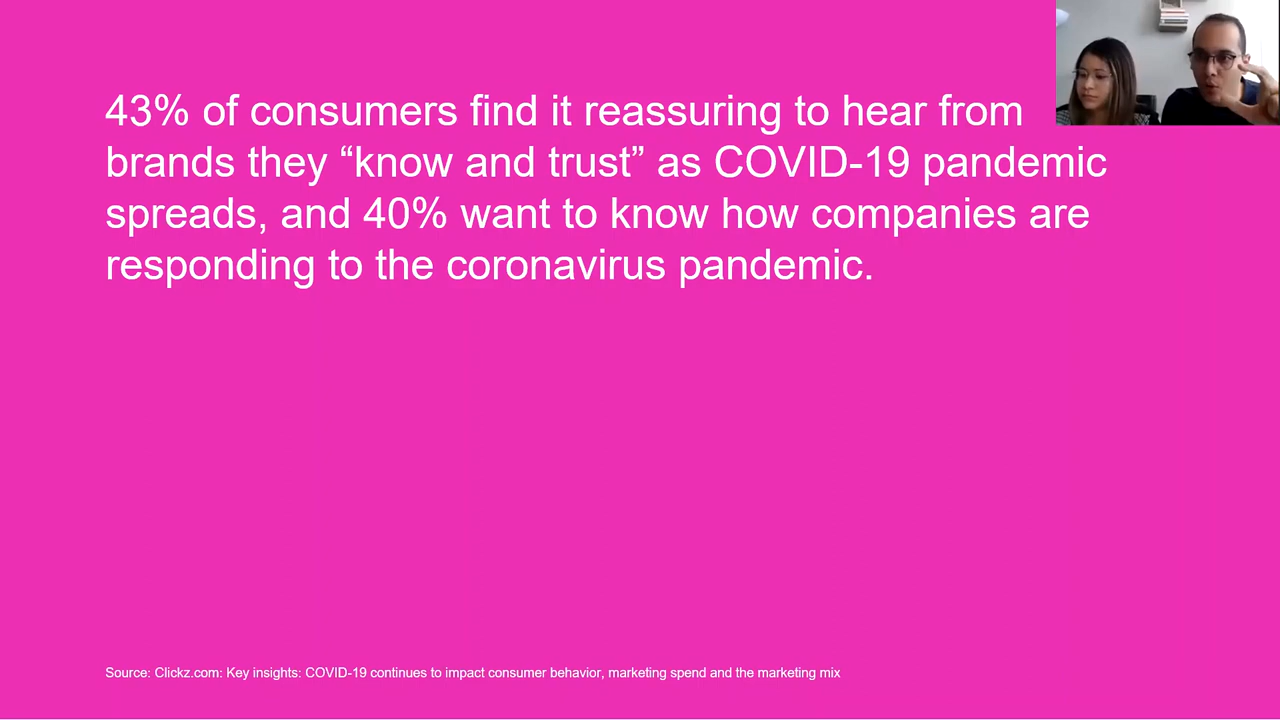 43% of consumers find it reassuring to hear from
brands they “know and trust” as COVID-19 pandemic
spreads, and 40% want to know how companies are
responding to the coronavirus pandemic.
Source: Clickz.com: Key insights: COVID-19 continues to impact consumer behavior, marketing spend and the marketing mix